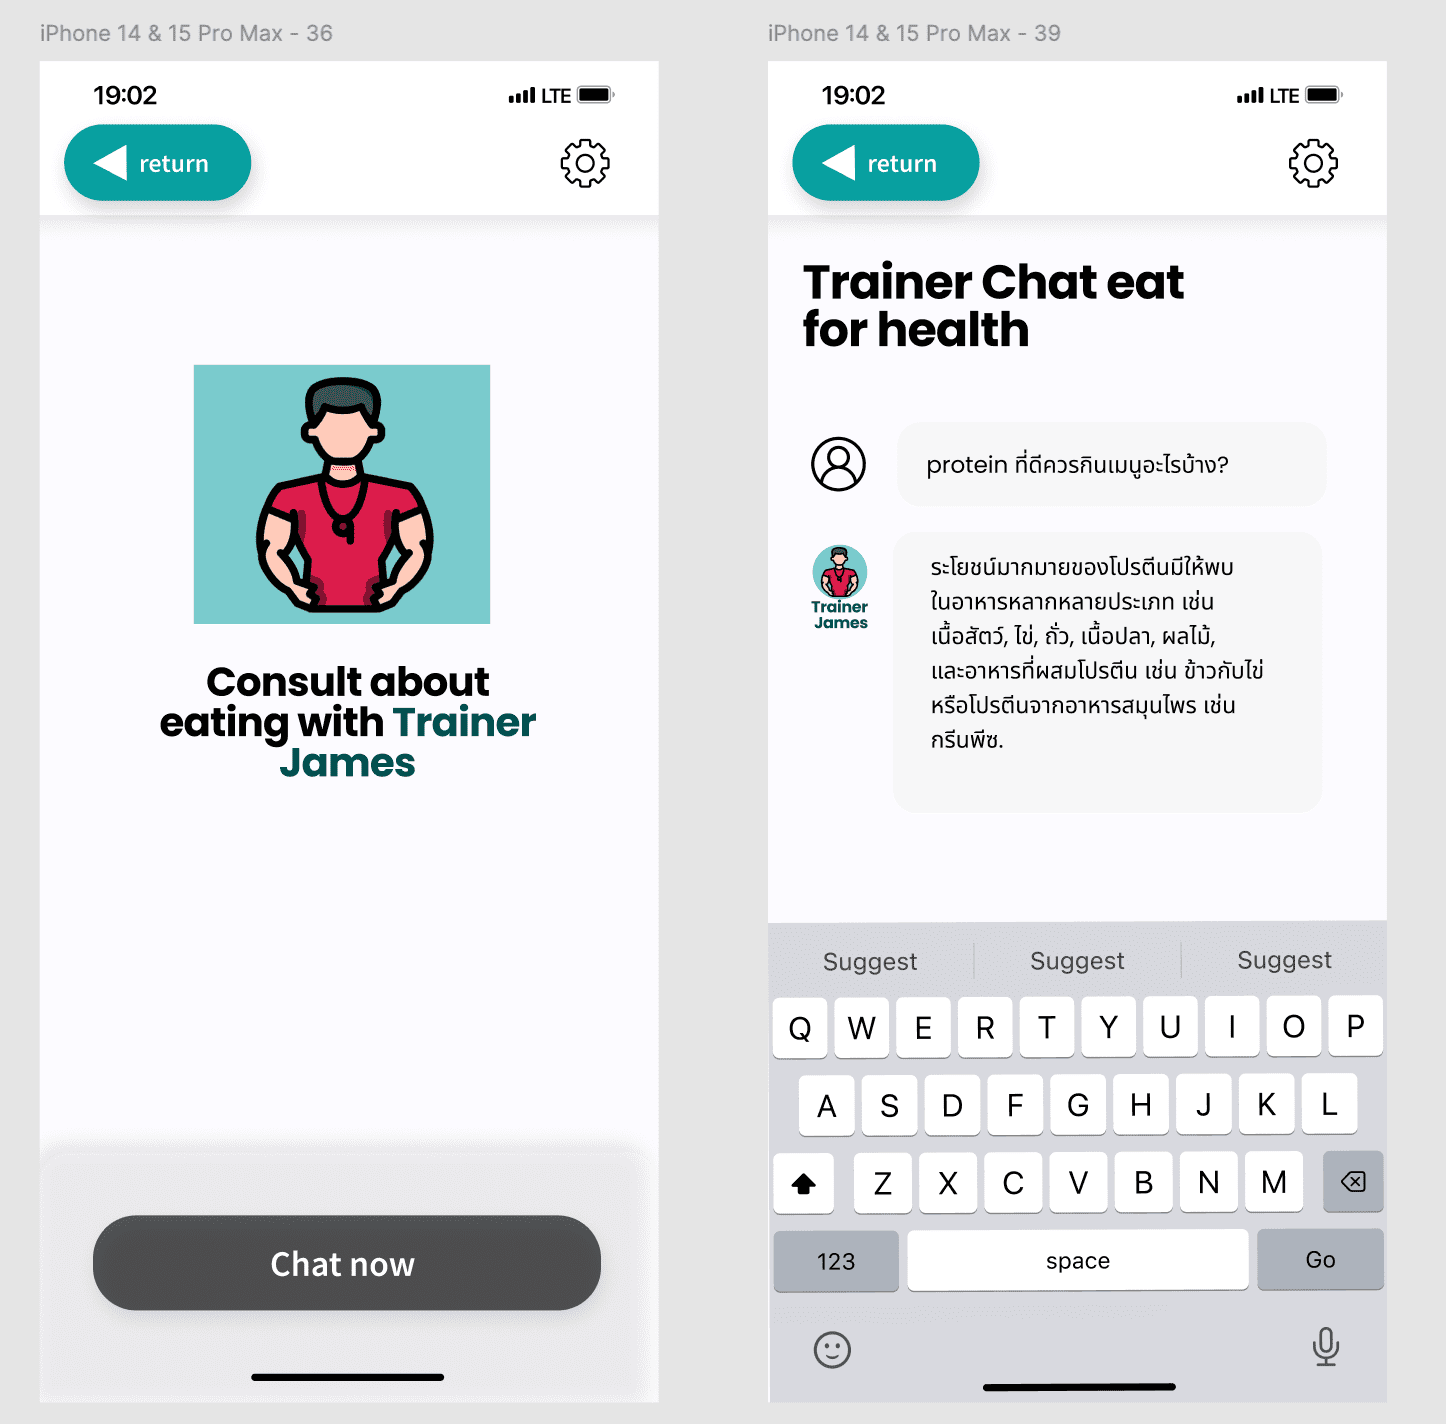 iPhone 14 & 15 Pro Max - 36
19:02
LTE
return
Consult about
eating with Trainer
James
Chat now
iPhone 14 & 15 Pro Max - 39
19:02
LTE
return
Trainer Chat eat
for health
protein ที่ดีควรกินเมนูอะไรบ้าง?
Trainer
James
ระโยชน์มากมายของโปรตีนมีให้พบ
ในอาหารหลากหลายประเภท เช่น
เนื้อสัตว์, ไข่, ถั่ว, เนื้อปลา, ผลไม้,
และอาหารที่ผสมโปรตีน เช่น ข้าวกับไข่
หรือโปรตีนจากอาหารสมุนไพร เช่น
กรีนพีซ.
Suggest Suggest Suggest
Q W E R T Y U I O P
A S D F G H J K L
Z X C V B N M
123 space Go